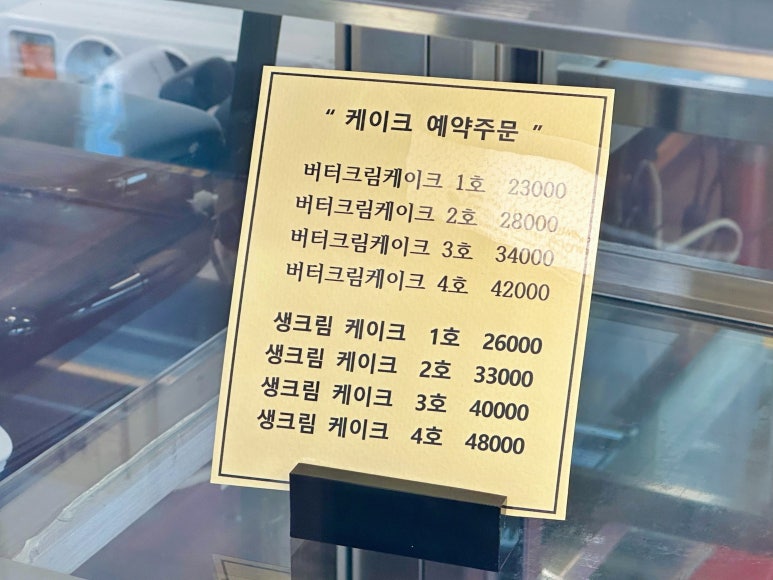 “ 케이크 예약주문 ”
버터크림케이크 1호 23000
버터크림케이크 2호 28000
버터크림케이크 3호 34000
버터크림케이크 4호 42000
생크림 케이크 1호 26000
생크림 케이크 2호 33000
생크림 케이크 3호 40000
생크림 케이크 4호 48000